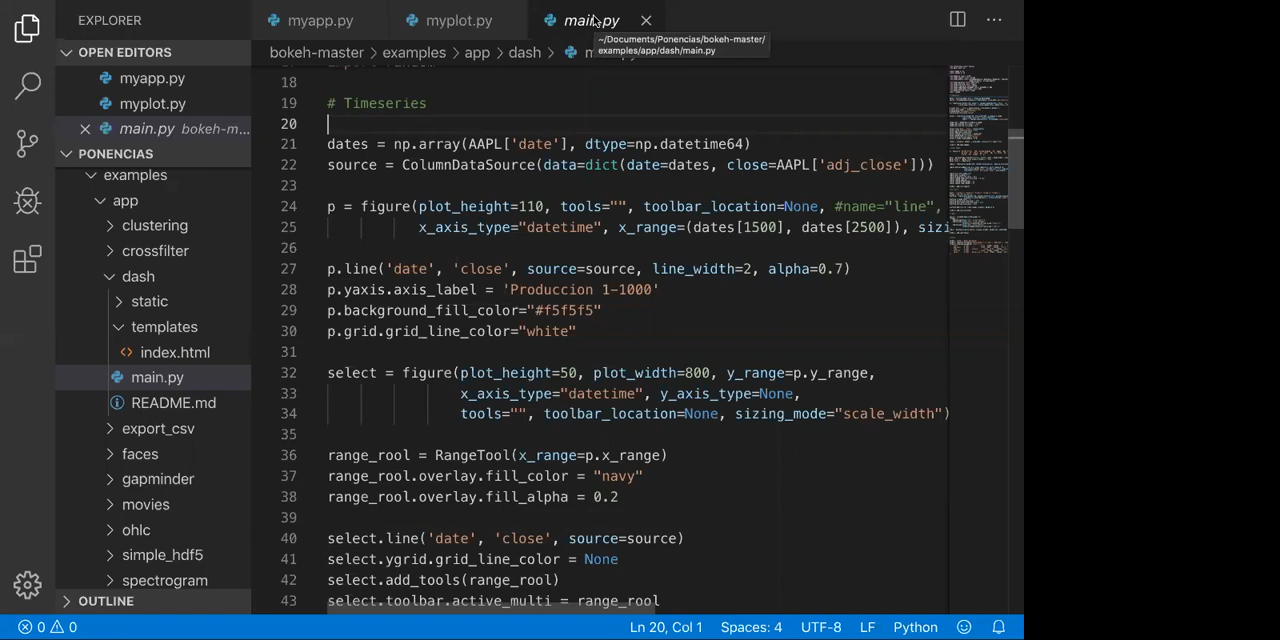 EXPLORER
OPEN EDITORS
myapp.py
myplot.py
main.py bokeh-m...
PONENCIAS
examples
app
clustering
crossfilter
dash
static
templates
index.html
main.py
README.md
export_csv
faces
gapminder
movies
ohlc
simple_hdf5
spectrogram
OUTLINE
myapp.py myplot.py main.py
bokeh-master > examples > app > dash >
~/Documents/Ponencias/bokeh-master/
examples/app/dash/main.py
18
19 # Timeseries
20
21 dates = np.array(AAPL['date'], dtype=np.datetime64)
22 source = ColumnDataSource(data=dict(date=dates, close=AAPL['adj_close']))
23
24 p = figure(plot_height=110, tools="", toolbar_location=None, #name="line",
25 x_axis_type="datetime", x_range=(dates[1500], dates[2500]), sizi
26
27 p.line('date', 'close', source=source, line_width=2, alpha=0.7)
28 p.yaxis.axis_label = 'Produccion 1-1000'
29 p.background_fill_color="#f5f5f5"
30 p.grid.grid_line_color="white"
31
32 select = figure(plot_height=50, plot_width=800, y_range=p.y_range,
33 x_axis_type="datetime", y_axis_type=None,
34 tools="", toolbar_location=None, sizing_mode="scale_width")
35
36 range_rool = RangeTool(x_range=p.x_range)
37 range_rool.overlay.fill_color = "navy"
38 range_rool.overlay.fill_alpha = 0.2
39
40 select.line('date', 'close', source=source)
41 select.ygrid.grid_line_color = None
42 select.add_tools(range_rool)
43 select.toolbar.active_multi = range_rool
0 0 Ln 20, Col 1 Spaces: 4 UTF-8 LF Python